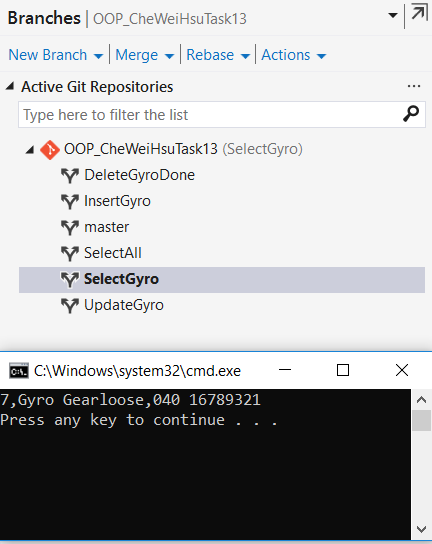 Branches | OOP_CheWeiHsuTask13
New Branch Merge Rebase Actions
Active Git Repositories ...
Type here to filter the list
OOP_CheWeiHsuTask13 (SelectGyro)
DeleteGyroDone
InsertGyro
master
SelectAll
SelectGyro
UpdateGyro
C:\Windows\system32\cmd.exe
7,Gyro Gearloose,040 16789321
Press any key to continue . . .